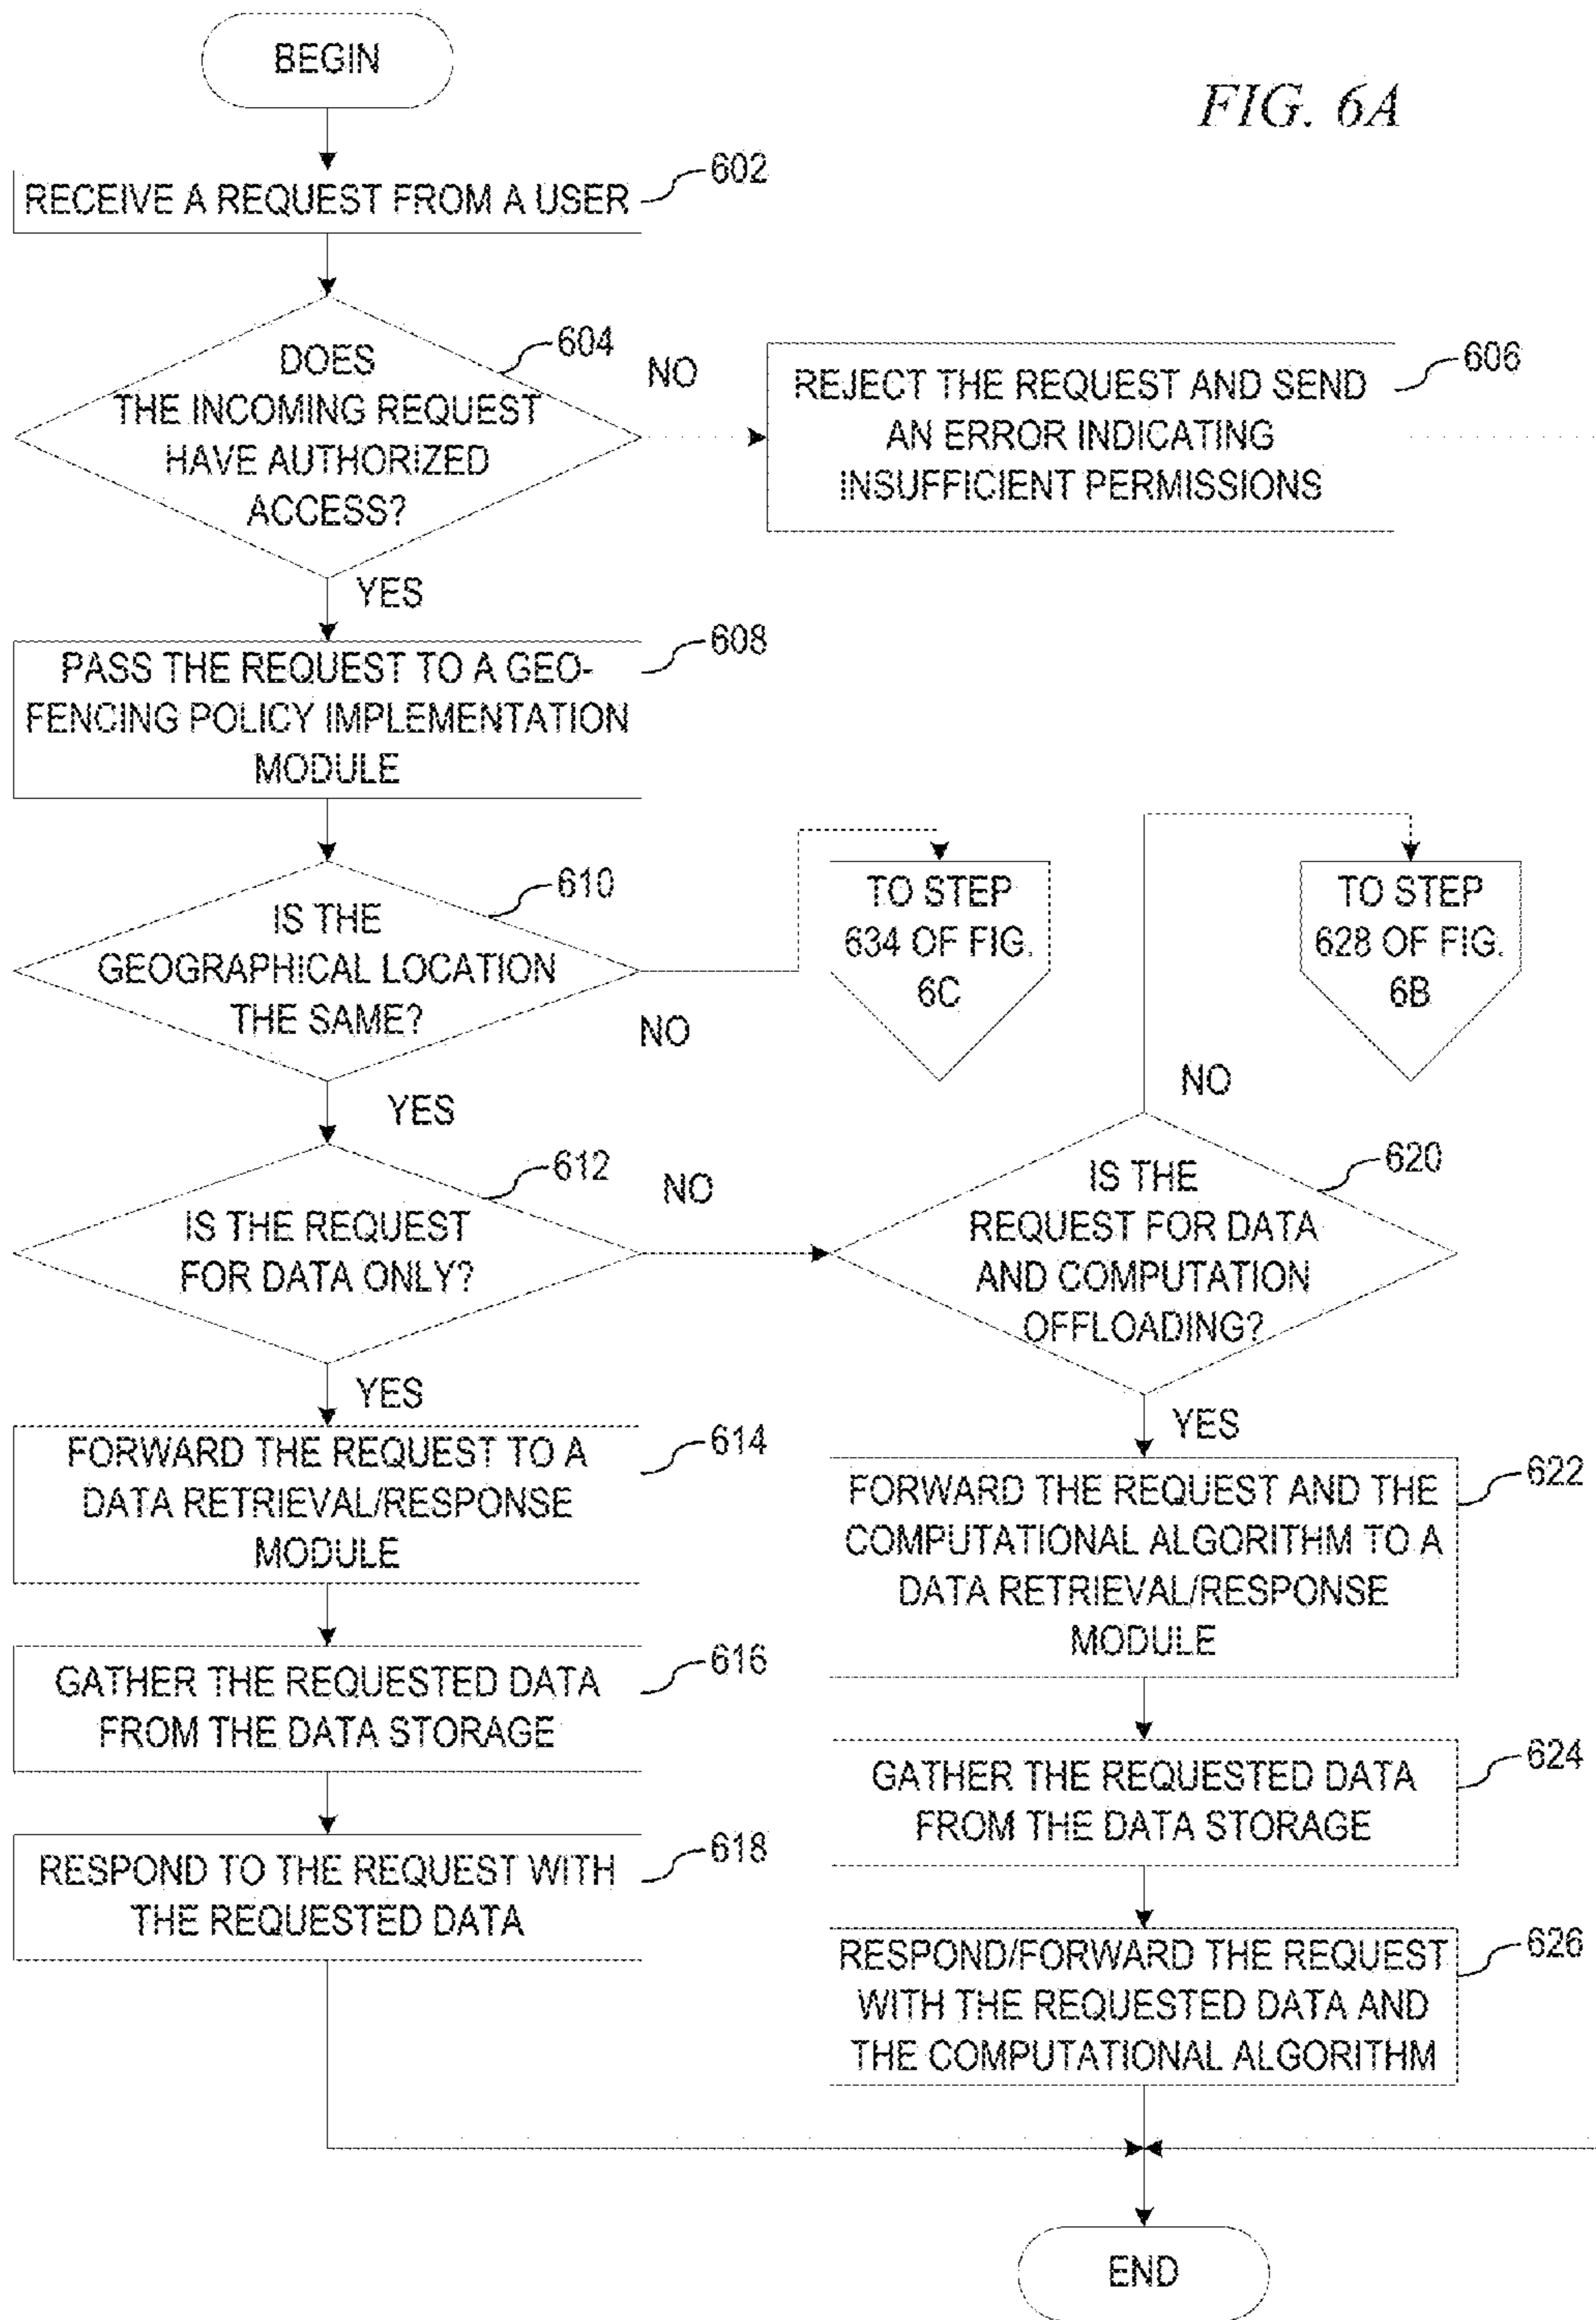 BEGIN
FIG. 6A
RECEIVE A REQUEST FROM A USER
602
DOES
THE INCOMING REQUEST
HAVE AUTHORIZED
ACCESS?
604
NO
REJECT THE REQUEST AND SEND
AN ERROR INDICATING
INSUFFICIENT PERMISSIONS
606
YES
PASS THE REQUEST TO A GEO-
FENCING POLICY IMPLEMENTATION
MODULE
608
IS THE
GEOGRAPHICAL LOCATION
THE SAME?
610
NO
TO STEP
634 OF FIG.
6C
TO STEP
628 OF FIG.
6B
YES
IS THE REQUEST
FOR DATA ONLY?
612
NO
NO
IS THE
REQUEST FOR DATA
AND COMPUTATION
OFFLOADING?
620
YES
FORWARD THE REQUEST TO A
DATA RETRIEVAL/RESPONSE
MODULE
614
YES
FORWARD THE REQUEST AND THE
COMPUTATIONAL ALGORITHM TO A
DATA RETRIEVAL/RESPONSE
MODULE
622
GATHER THE REQUESTED DATA
FROM THE DATA STORAGE
616
GATHER THE REQUESTED DATA
FROM THE DATA STORAGE
624
RESPOND TO THE REQUEST WITH
THE REQUESTED DATA
618
RESPOND/FORWARD THE REQUEST
WITH THE REQUESTED DATA AND
THE COMPUTATIONAL ALGORITHM
626
END